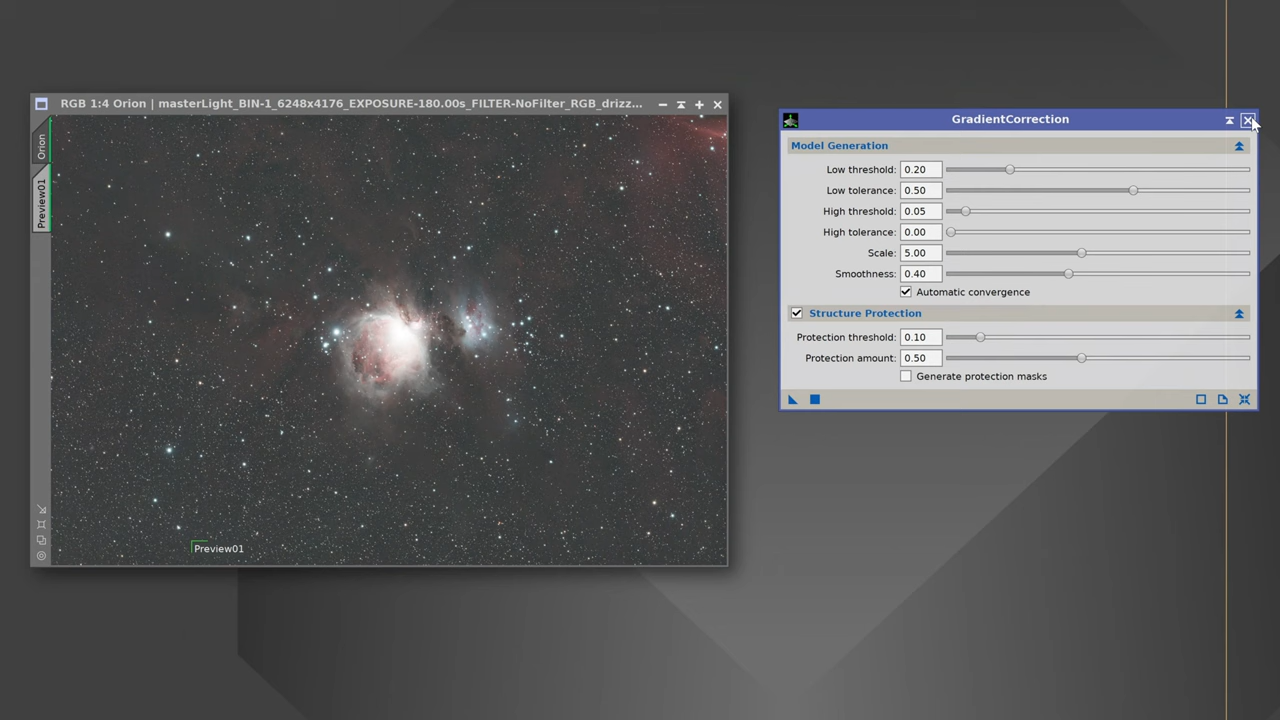 RGB 1:4 Orion | masterLight_BIN-1_6248x4176_EXPOSURE-180.00s_FILTER-NoFilter_RGB_drizz...
Orion
Preview01
Preview01
GradientCorrection
Model Generation
Low threshold: 0.20
Low tolerance: 0.50
High threshold: 0.05
High tolerance: 0.00
Scale: 5.00
Smoothness: 0.40
Automatic convergence
Structure Protection
Protection threshold: 0.10
Protection amount: 0.50
Generate protection masks